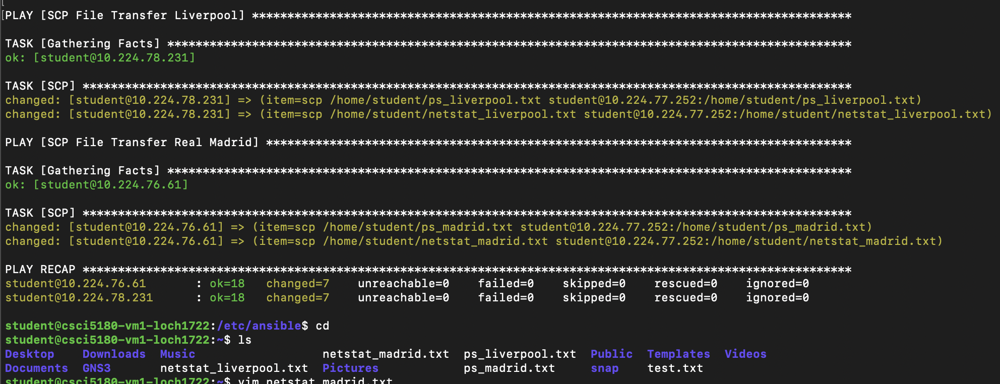 PLAY [SCP File Transfer Liverpool] *************************************************************************************
TASK [Gathering Facts] *************************************************************************************************
ok: [student@10.224.78.231]
TASK [SCP] *************************************************************************************************************
changed: [student@10.224.78.231] => (item=scp /home/student/ps_liverpool.txt student@10.224.77.252:/home/student/ps_liverpool.txt)
changed: [student@10.224.78.231] => (item=scp /home/student/netstat_liverpool.txt student@10.224.77.252:/home/student/netstat_liverpool.txt)
PLAY [SCP File Transfer Real Madrid] ***********************************************************************************
TASK [Gathering Facts] *************************************************************************************************
ok: [student@10.224.76.61]
TASK [SCP] *************************************************************************************************************
changed: [student@10.224.76.61] => (item=scp /home/student/ps_madrid.txt student@10.224.77.252:/home/student/ps_madrid.txt)
changed: [student@10.224.76.61] => (item=scp /home/student/netstat_madrid.txt student@10.224.77.252:/home/student/netstat_madrid.txt)
PLAY RECAP *************************************************************************************************************
student@10.224.76.61       : ok=18   changed=7    unreachable=0    failed=0    skipped=0    rescued=0    ignored=0
student@10.224.78.231      : ok=18   changed=7    unreachable=0    failed=0    skipped=0    rescued=0    ignored=0
student@csci5180-vm1-loch1722:/etc/ansible$ cd
student@csci5180-vm1-loch1722:~$ ls
Desktop    Downloads  Music                  netstat_madrid.txt  ps_liverpool.txt  Public  Templates  Videos
Documents  GNS3       netstat_liverpool.txt  Pictures            ps_madrid.txt     snap    test.txt
student@csci5180-vm1-loch1722:~$ vim netstat_madrid.txt